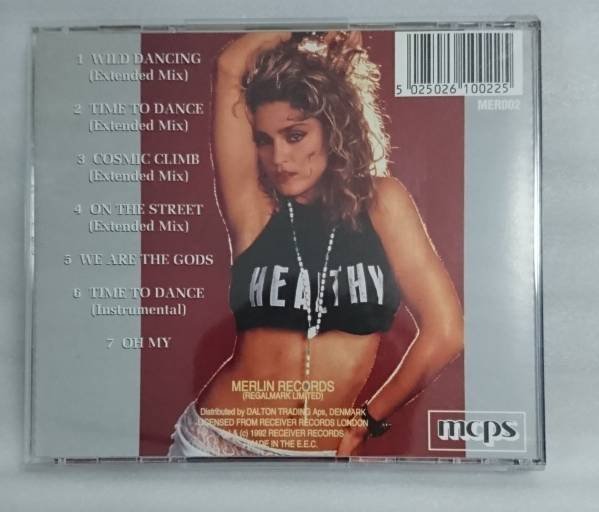 1 WILD DANCING
(Extended Mix)
2 TIME TO DANCE
(Extended Mix)
3 COSMIC CLIMB
(Extended Mix)
4 ON THE STREET
(Extended Mix)
5 WE ARE THE GODS
6 TIME TO DANCE
(Instrumental)
7 OH MY
5 025026 100225
MER002
HEALTHY
MERLIN RECORDS
(REGALMARK LIMITED)
Distributed by DALTON TRADING Aps, DENMARK
LICENSED FROM RECEIVER RECORDS LONDON
& (c) 1992 RECEIVER RECORDS
MADE IN THE E.E.C.
mcps